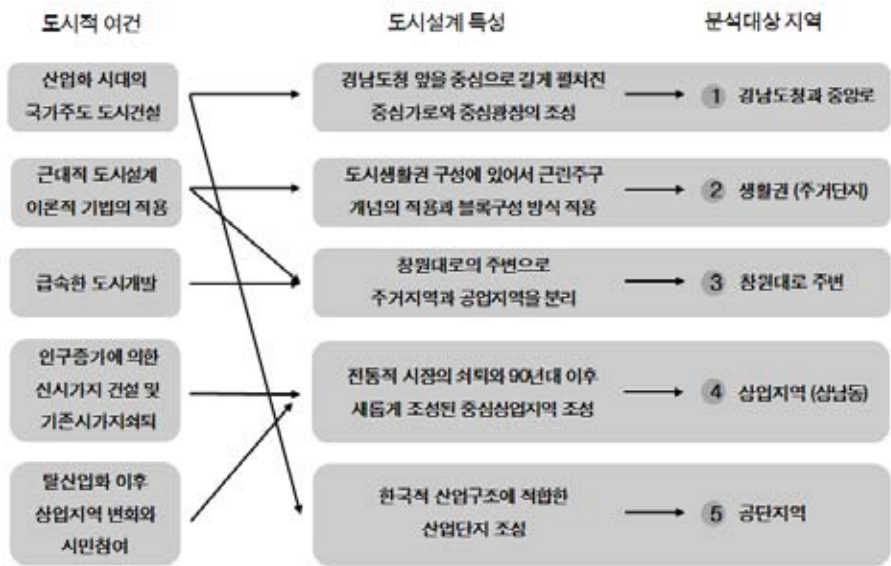 도시적 여건
도시설계 특성
분석대상 지역
산업화 시대의
국가주도 도시건설
경남도청 앞을 중심으로 길게 펼쳐진
중심가로와 중심광장의 조성
1 경남도청과 중앙로
근대적 도시설계
이론적 기법의 적용
도시생활권 구성에 있어서 근린주구
개념의 적용과 블록구성 방식 적용
2 생활권 (주거단지)
급속한 도시개발
창원대로의 주변으로
주거지역과 공업지역을 분리
3 창원대로 주변
인구증가에 의한
신시가지 건설 및
기존시가지쇠퇴
전통적 시장의 쇠퇴와 90년대 이후
새롭게 조성된 중심상업지역 조성
4 상업지역 (상남동)
탈산업화 이후
상업지역 변화와
시민참여
한국적 산업구조에 적합한
산업단지 조성
5 공단지역